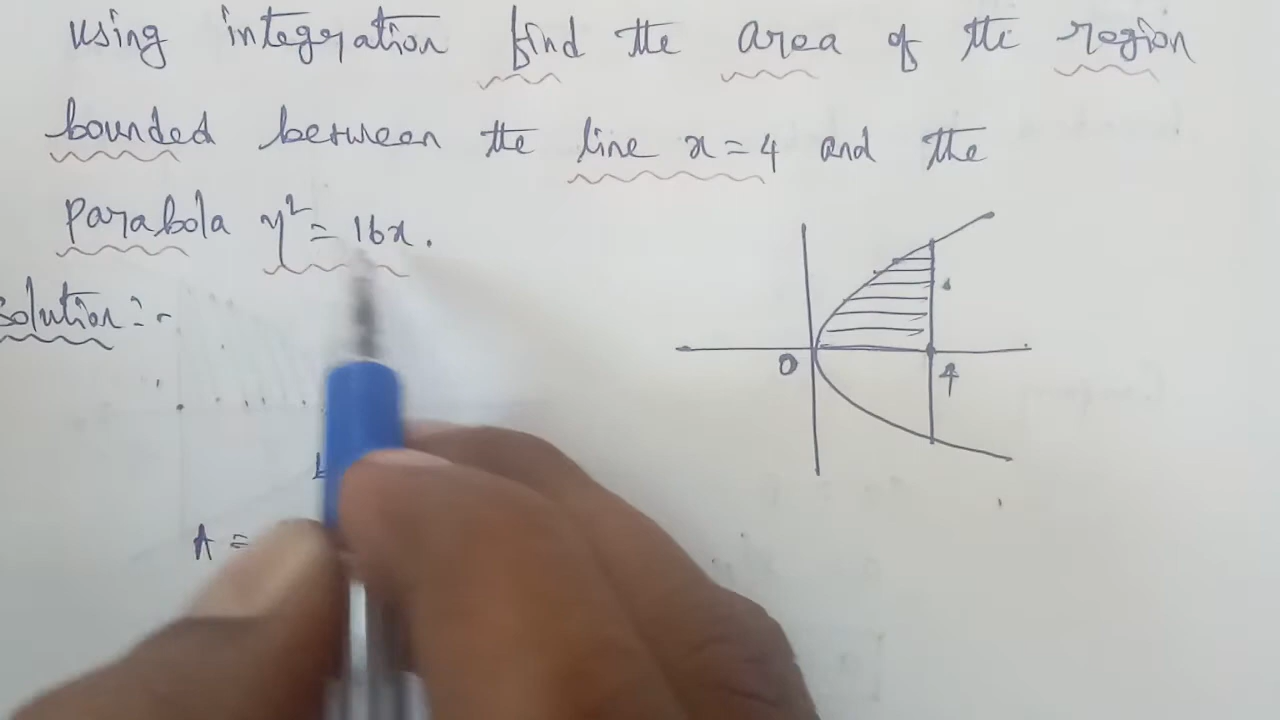 using integration find the area of the region
bounded between the line x = 4 and the
parabola y² = 16x.
Solution:-
0
4
A =